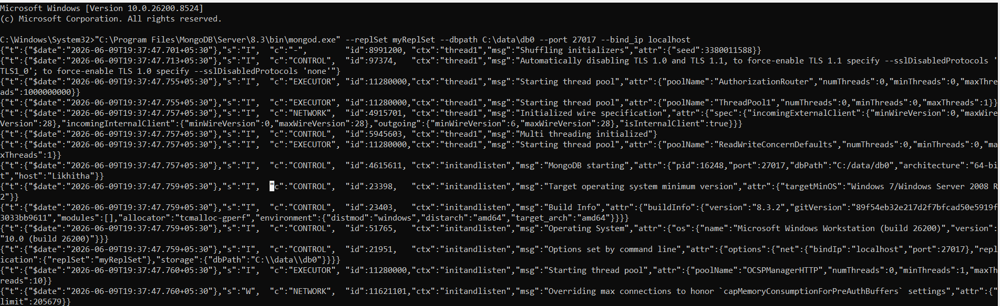 Microsoft Windows [Version 10.0.26200.8524]
(c) Microsoft Corporation. All rights reserved.
C:\Windows\System32>"C:\Program Files\MongoDB\Server\8.3\bin\mongod.exe" --replSet myReplSet --dbpath C:\data\db0 --port 27017 --bind_ip localhost
{"t":{"$date":"2026-06-09T19:37:47.701+05:30"},"s":"I",  "c":"-",        "id":8991200, "ctx":"thread1","msg":"Shuffling initializers","attr":{"seed":3380011588}}
{"t":{"$date":"2026-06-09T19:37:47.713+05:30"},"s":"I",  "c":"CONTROL",  "id":97374,   "ctx":"thread1","msg":"Automatically disabling TLS 1.0 and TLS 1.1, to force-enable TLS 1.1 specify --sslDisabledProtocols '
TLS1_0'; to force-enable TLS 1.0 specify --sslDisabledProtocols 'none'"}
{"t":{"$date":"2026-06-09T19:37:47.755+05:30"},"s":"I",  "c":"EXECUTOR", "id":11280000,"ctx":"thread1","msg":"Starting thread pool","attr":{"poolName":"AuthorizationRouter","numThreads":0,"minThreads":0,"maxThre
ads":1000000000}}
{"t":{"$date":"2026-06-09T19:37:47.755+05:30"},"s":"I",  "c":"EXECUTOR", "id":11280000,"ctx":"thread1","msg":"Starting thread pool","attr":{"poolName":"ThreadPool1","numThreads":0,"minThreads":0,"maxThreads":1}}
{"t":{"$date":"2026-06-09T19:37:47.757+05:30"},"s":"I",  "c":"NETWORK",  "id":4915701, "ctx":"thread1","msg":"Initialized wire specification","attr":{"spec":{"incomingExternalClient":{"minWireVersion":0,"maxWire
Version":28},"incomingInternalClient":{"minWireVersion":0,"maxWireVersion":28},"outgoing":{"minWireVersion":6,"maxWireVersion":28},"isInternalClient":true}}}
{"t":{"$date":"2026-06-09T19:37:47.757+05:30"},"s":"I",  "c":"CONTROL",  "id":5945603, "ctx":"thread1","msg":"Multi threading initialized"}
{"t":{"$date":"2026-06-09T19:37:47.757+05:30"},"s":"I",  "c":"EXECUTOR", "id":11280000,"ctx":"thread1","msg":"Starting thread pool","attr":{"poolName":"ReadWriteConcernDefaults","numThreads":0,"minThreads":0,"ma
xThreads":1}}
{"t":{"$date":"2026-06-09T19:37:47.757+05:30"},"s":"I",  "c":"CONTROL",  "id":4615611, "ctx":"initandlisten","msg":"MongoDB starting","attr":{"pid":16248,"port":27017,"dbPath":"C:/data/db0","architecture":"64-bi
t","host":"Likhitha"}}
{"t":{"$date":"2026-06-09T19:37:47.759+05:30"},"s":"I",  "c":"CONTROL",  "id":23398,   "ctx":"initandlisten","msg":"Target operating system minimum version","attr":{"targetMinOS":"Windows 7/Windows Server 2008 R
2"}}
{"t":{"$date":"2026-06-09T19:37:47.759+05:30"},"s":"I",  "c":"CONTROL",  "id":23403,   "ctx":"initandlisten","msg":"Build Info","attr":{"buildInfo":{"version":"8.3.2","gitVersion":"89f54eb32e217d2f7bfcad50e5919f
3033bb9611","modules":[],"allocator":"tcmalloc-gperf","environment":{"distmod":"windows","distarch":"amd64","target_arch":"amd64"}}}}
{"t":{"$date":"2026-06-09T19:37:47.759+05:30"},"s":"I",  "c":"CONTROL",  "id":51765,   "ctx":"initandlisten","msg":"Operating System","attr":{"os":{"name":"Microsoft Windows Workstation (build 26200)","version":
"10.0 (build 26200)"}}}
{"t":{"$date":"2026-06-09T19:37:47.759+05:30"},"s":"I",  "c":"CONTROL",  "id":21951,   "ctx":"initandlisten","msg":"Options set by command line","attr":{"options":{"net":{"bindIp":"localhost","port":27017},"repl
ication":{"replSet":"myReplSet"},"storage":{"dbPath":"C:\\data\\db0"}}}}
{"t":{"$date":"2026-06-09T19:37:47.760+05:30"},"s":"I",  "c":"EXECUTOR", "id":11280000,"ctx":"initandlisten","msg":"Starting thread pool","attr":{"poolName":"OCSPManagerHTTP","numThreads":0,"minThreads":1,"maxTh
reads":10}}
{"t":{"$date":"2026-06-09T19:37:47.760+05:30"},"s":"W",  "c":"NETWORK",  "id":11621101,"ctx":"initandlisten","msg":"Overriding max connections to honor `capMemoryConsumptionForPreAuthBuffers` settings","attr":{"
limit":205679}}